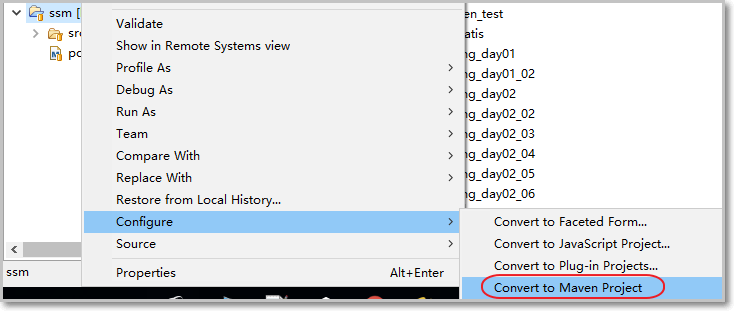 ssm [
src
po
Validate
Show in Remote Systems view
Profile As
Debug As
Run As
Team
Compare With
Replace With
Restore from Local History...
Configure
Source
Properties Alt+Enter
en_test
atis
ng_day01
ng_day01_02
ng_day02
ng_day02_02
ng_day02_03
ng_day02_04
ng_day02_05
ng_day02_06
Convert to Faceted Form...
Convert to JavaScript Project...
Convert to Plug-in Projects...
Convert to Maven Project
ssm